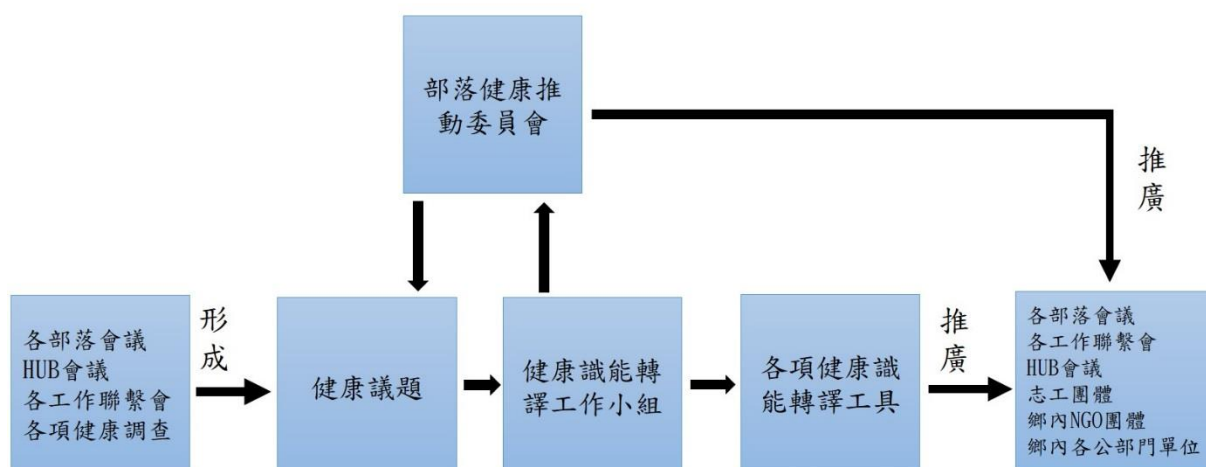 部落健康推
動委員會
推
廣
各部落會議
HUB會議
各工作聯繫會
各項健康調查
形
成
健康議題
健康識能轉
譯工作小組
各項健康識
能轉譯工具
推
廣
各部落會議
各工作聯繫會
HUB會議
志工團體
鄉內NGO團體
鄉內各公部門單位